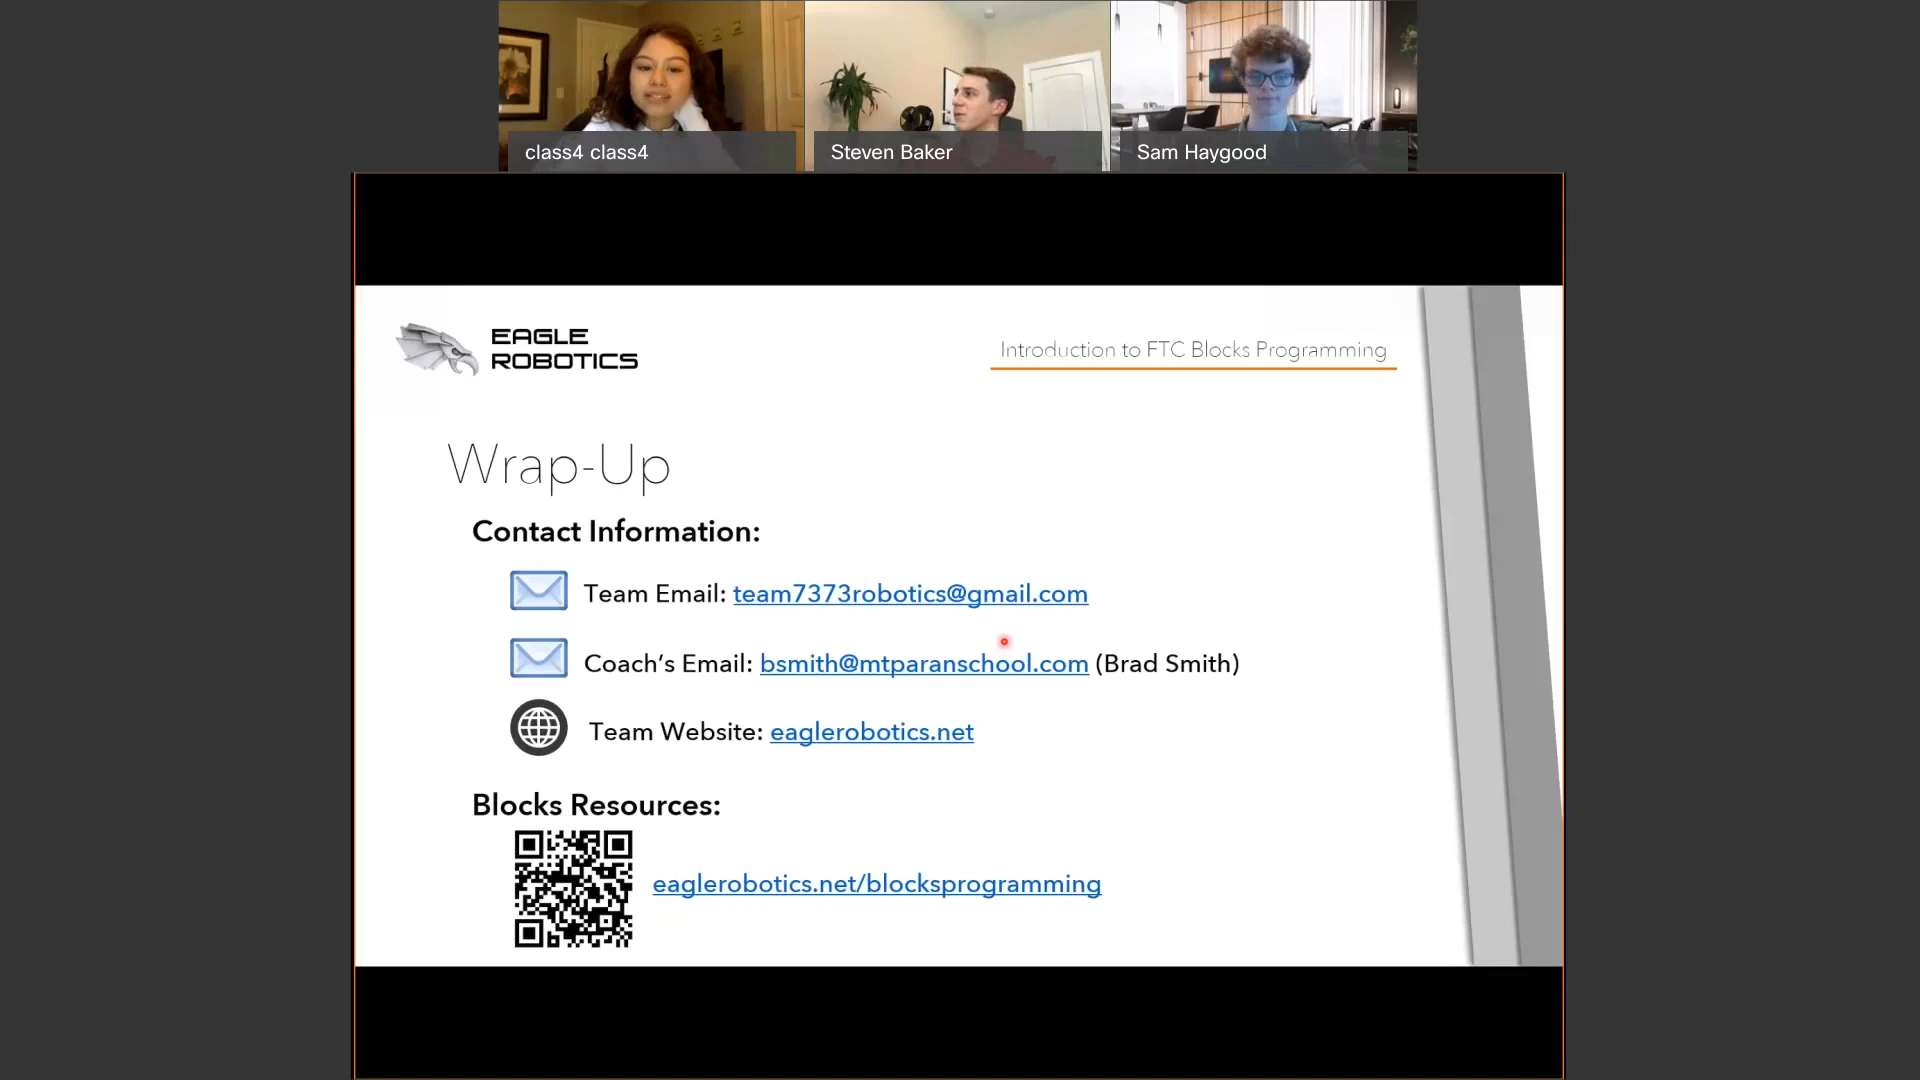 class4 class4
Steven Baker
Sam Haygood
EAGLE
ROBOTICS
Introduction to FTC Blocks Programming
Wrap-Up
Contact Information:
Team Email: team7373robotics@gmail.com
Coach's Email: bsmith@mtparanschool.com (Brad Smith)
Team Website: eaglerobotics.net
Blocks Resources:
eaglerobotics.net/blocksprogramming